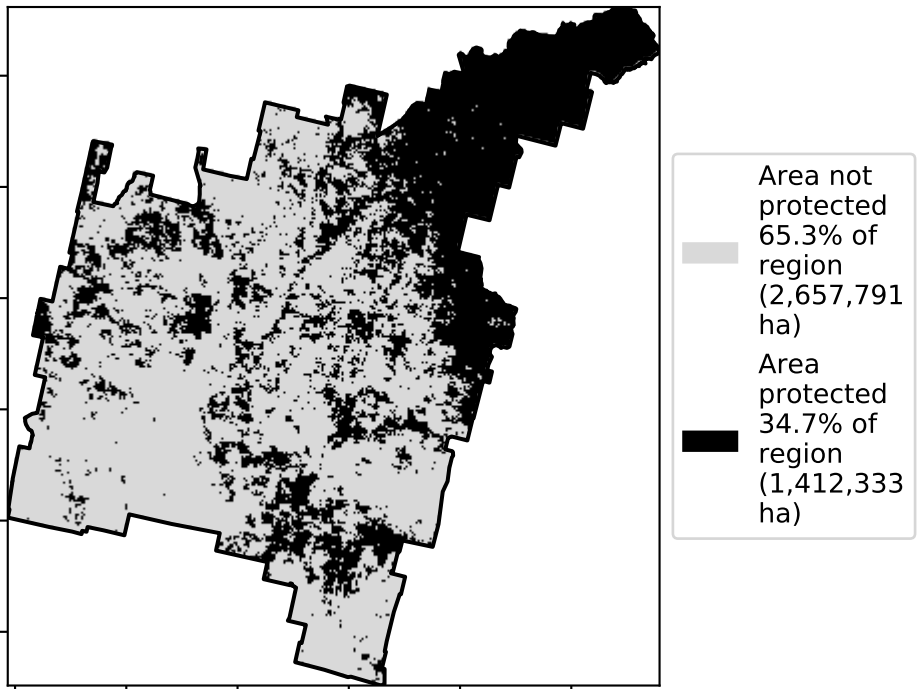 Area not
protected
65.3% of
region
(2,657,791
ha)
Area
protected
34.7% of
region
(1,412,333
ha)